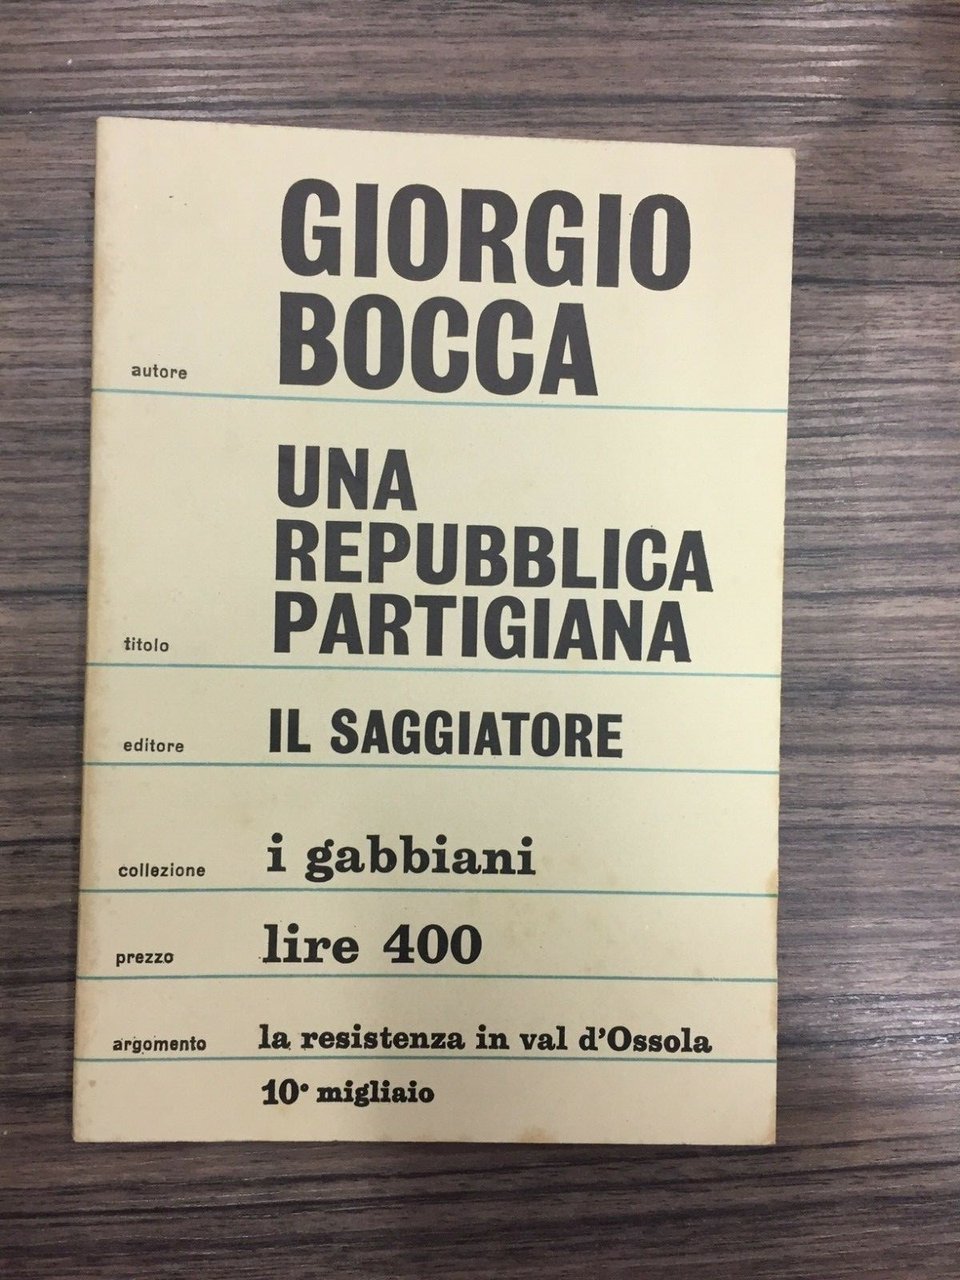 GIORGIO
BOCCA
autore
UNA
REPUBBLICA
PARTIGIANA
titolo
editore IL SAGGIATORE
collezione i gabbiani
prezzo lire 400
argomento la resistenza in val d'Ossola
10° migliaio